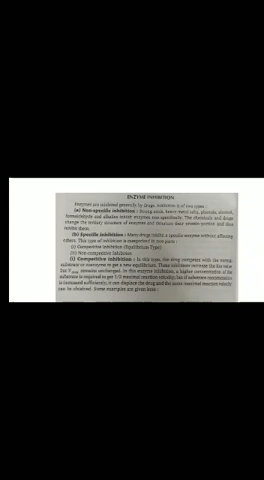 ENZYME INHIBITION
Enzymes are inhibited generally by drugs. Inhibition is of two types :
(a) Non-specific inhibition : Strong acids, heavy metal salts, phenols, alcohol,
formaldehyde and alkalies inhibit enzymes non-specifically. The chemicals and drugs
change the tertiary structure of enzymes and denature their protein-portion and thus
inhibit them.
(b) Specific inhibition : Many drugs inhibit a specific enzyme without affecting
others. This type of inhibition is categorised in two parts :
(i) Competitive inhibition (Equilibrium Type)
(ii) Non-competitive inhibition
(i) Competitive inhibition : In this type, the drug competes with the normal
substrate or coenzyme to get a new equilibrium. These inhibitors increase the Km value
but Vmax remains unchanged. In this enzyme inhibition, a higher concentration of the
substrate is required to get 1/2 maximal reaction velocity, but if substrate concentration
is increased sufficiently, it can displace the drug and the same maximal reaction velocity
can be obtained. Some examples are given here :